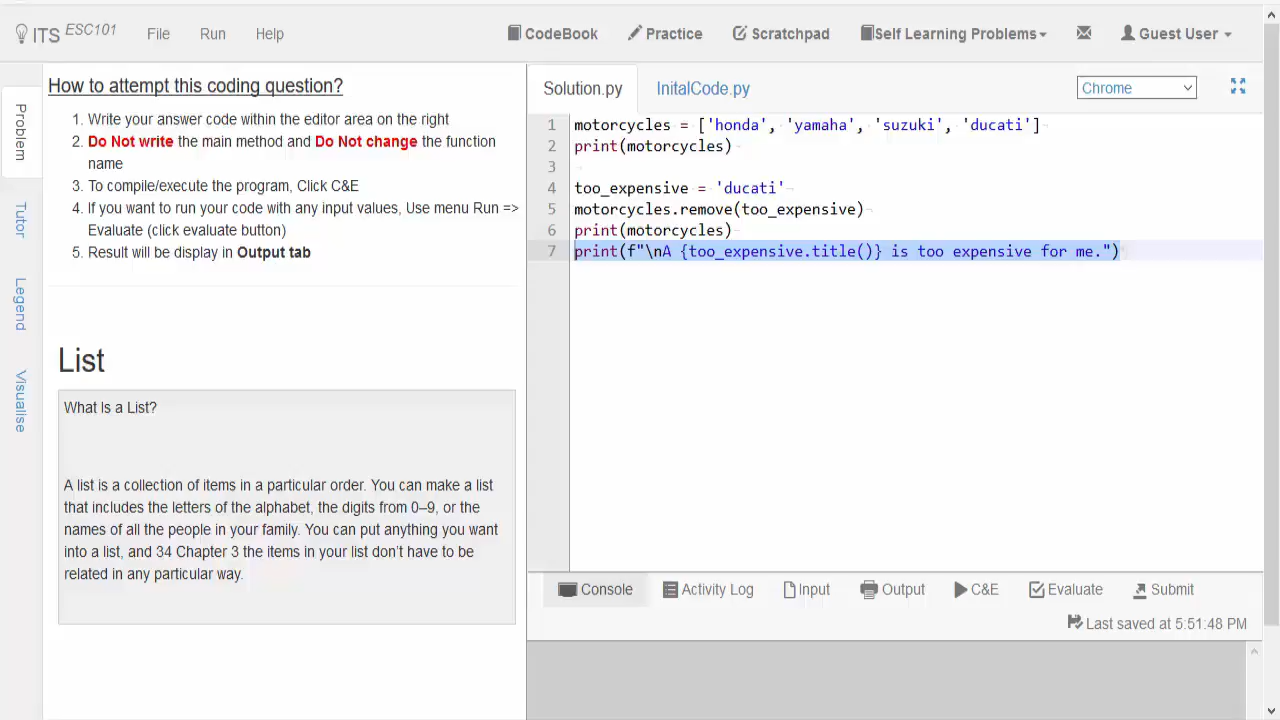 ITS ESC101 File Run Help CodeBook Practice Scratchpad Self Learning Problems Guest User
Problem
Tutor
Legend
Visualise
How to attempt this coding question?
1. Write your answer code within the editor area on the right
2. Do Not write the main method and Do Not change the function
name
3. To compile/execute the program, Click C&E
4. If you want to run your code with any input values, Use menu Run =>
Evaluate (click evaluate button)
5. Result will be display in Output tab
List
What Is a List?
A list is a collection of items in a particular order. You can make a list
that includes the letters of the alphabet, the digits from 0–9, or the
names of all the people in your family. You can put anything you want
into a list, and 34 Chapter 3 the items in your list don't have to be
related in any particular way.
Solution.py InitalCode.py Chrome
1 motorcycles = ['honda', 'yamaha', 'suzuki', 'ducati']
2 print(motorcycles)
3
4 too_expensive = 'ducati'
5 motorcycles.remove(too_expensive)
6 print(motorcycles)
7 print(f"\nA {too_expensive.title()} is too expensive for me.")
Console Activity Log Input Output C&E Evaluate Submit
Last saved at 5:51:48 PM